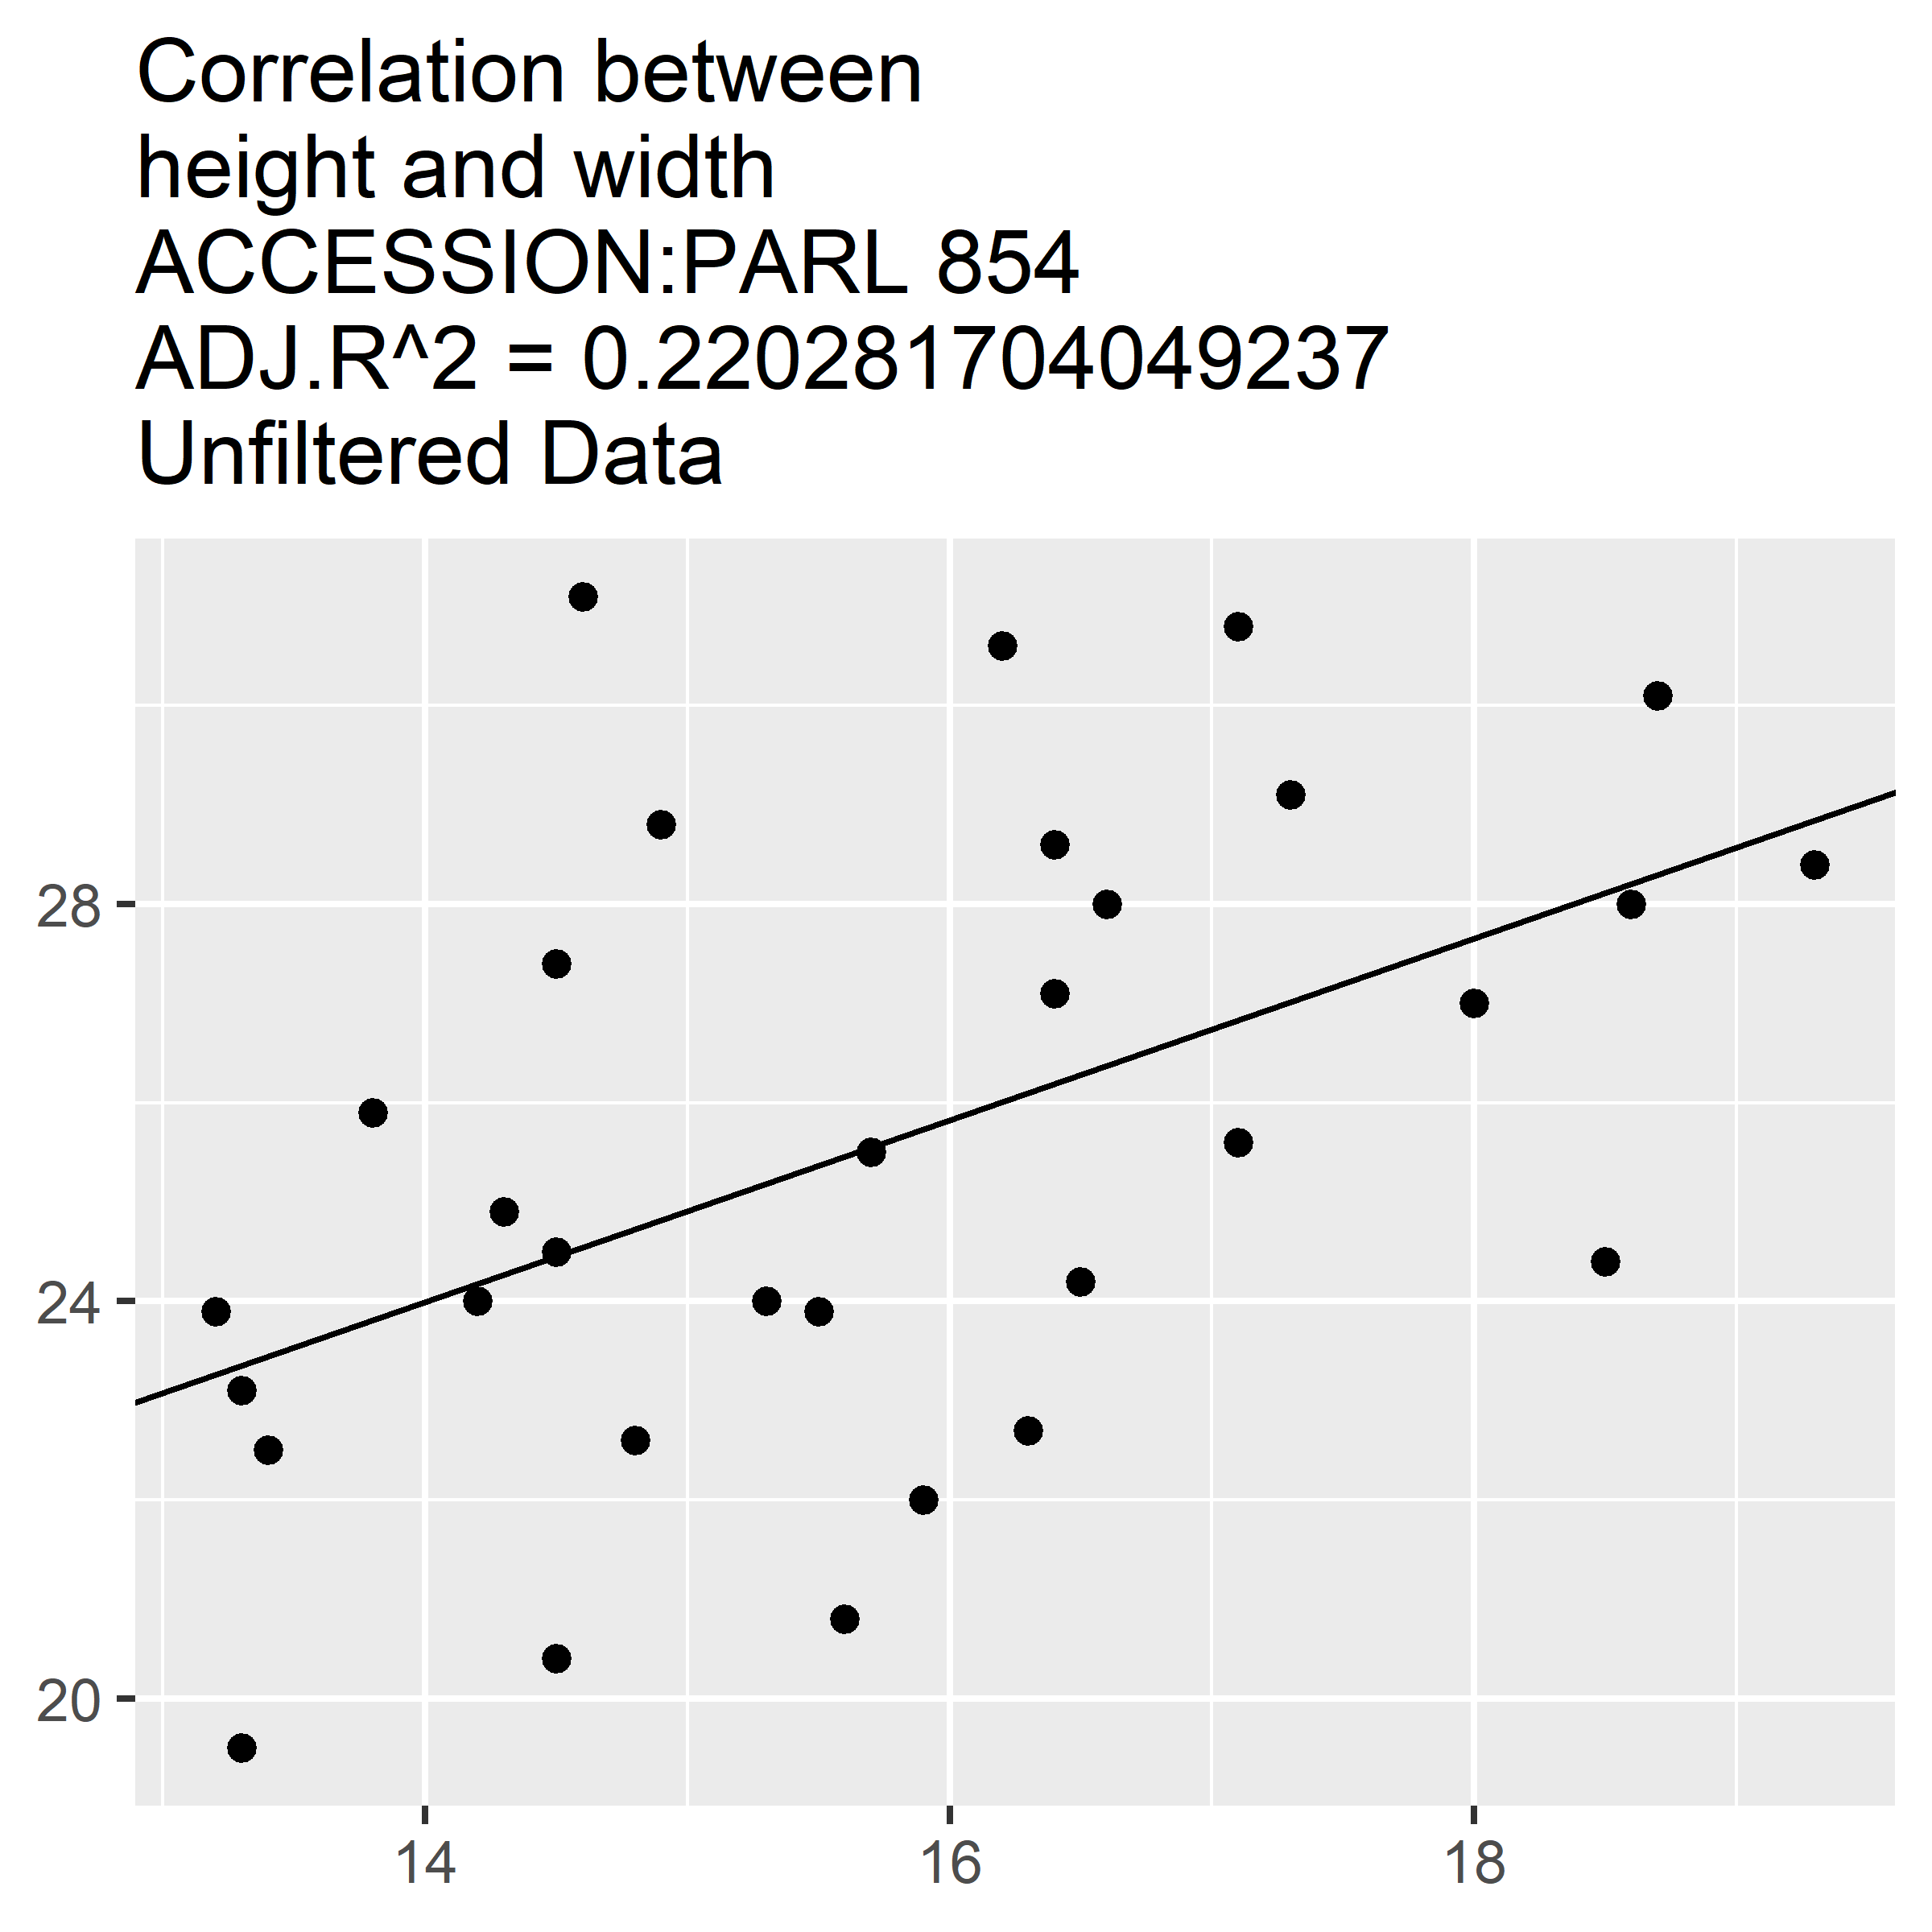 Correlation between
height and width
ACCESSION:PARL 854
ADJ.R^2 = 0.220281704049237
Unfiltered Data
28
24
20
14 16 18